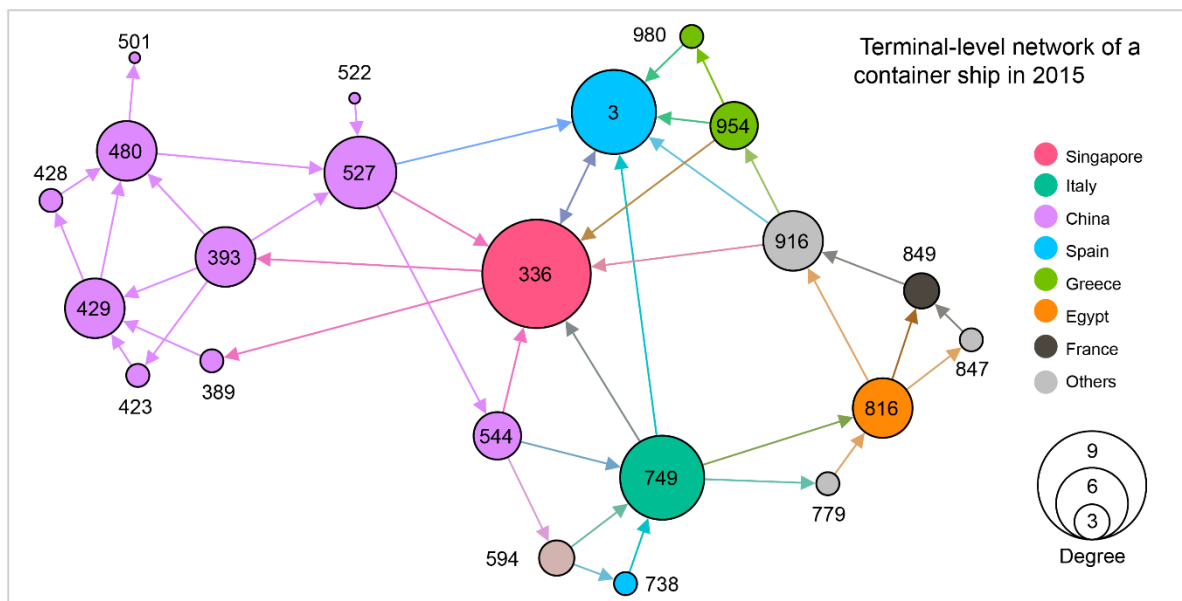 Terminal-level network of a
container ship in 2015
501
980
522
3
954
480
527
428
916
393
849
336
429
847
389
423
816
544
749
779
594
738
Singapore
Italy
China
Spain
Greece
Egypt
France
Others
9
6
3
Degree